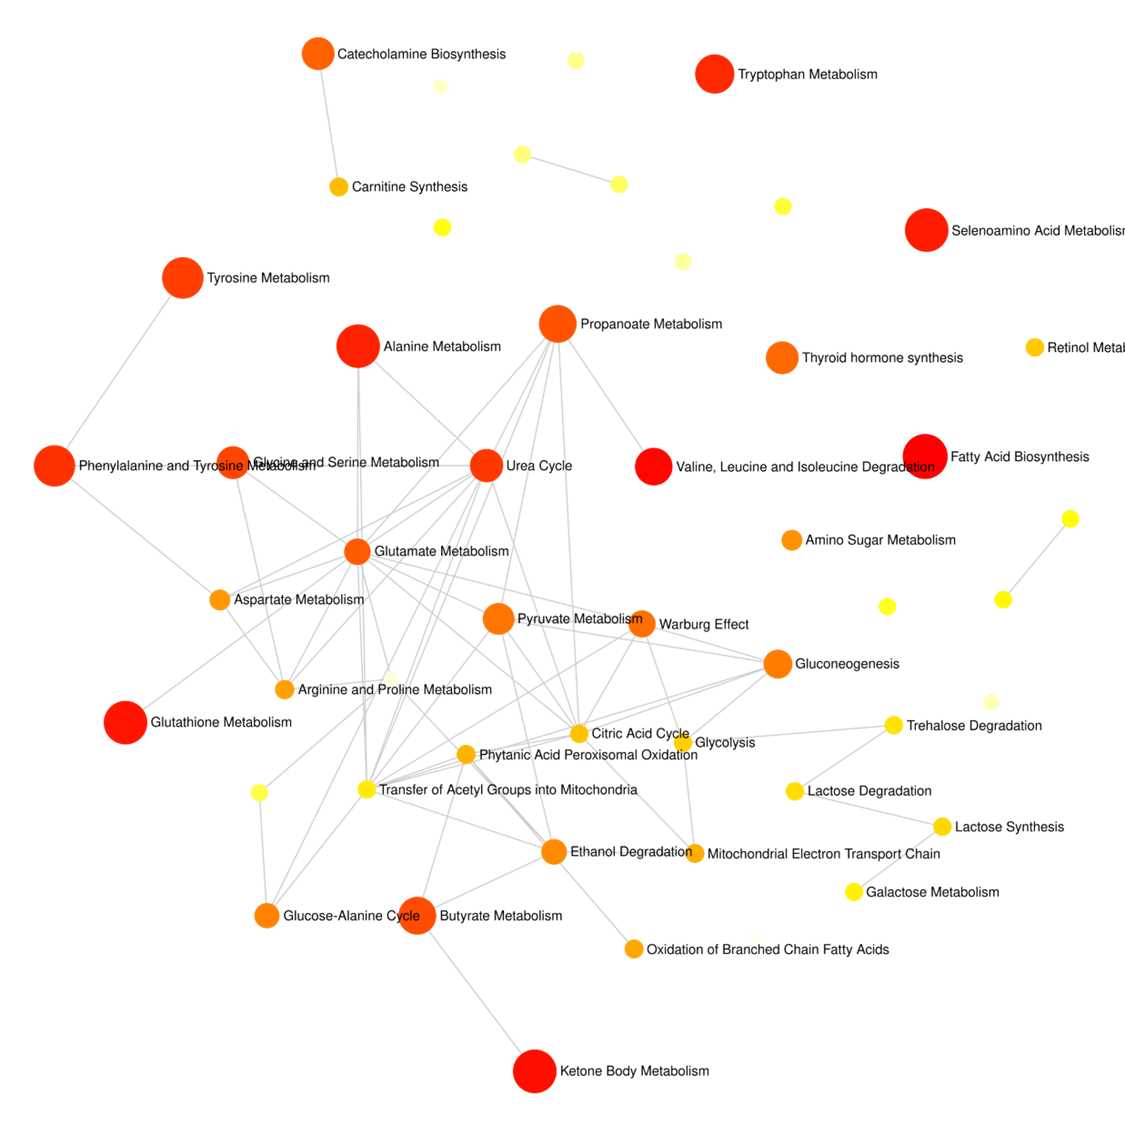 Catecholamine Biosynthesis
Tryptophan Metabolism
Carnitine Synthesis
Selenoamino Acid Metabolism
Tyrosine Metabolism
Propanoate Metabolism
Alanine Metabolism
Retinol Metab
Thyroid hormone synthesis
Fatty Acid Biosynthesis
Glycine and Serine Metabolism
Phenylalanine and Tyrosine Metabolism
Urea Cycle
Valine, Leucine and Isoleucine Degradation
Amino Sugar Metabolism
Glutamate Metabolism
Aspartate Metabolism
Pyruvate Metabolism
Warburg Effect
Gluconeogenesis
Arginine and Proline Metabolism
Glutathione Metabolism
Trehalose Degradation
Citric Acid Cycle
Glycolysis
Phytanic Acid Peroxisomal Oxidation
Transfer of Acetyl Groups into Mitochondria
Lactose Degradation
Lactose Synthesis
Ethanol Degradation
Mitochondrial Electron Transport Chain
Galactose Metabolism
Glucose-Alanine Cycle
Butyrate Metabolism
Oxidation of Branched Chain Fatty Acids
Ketone Body Metabolism